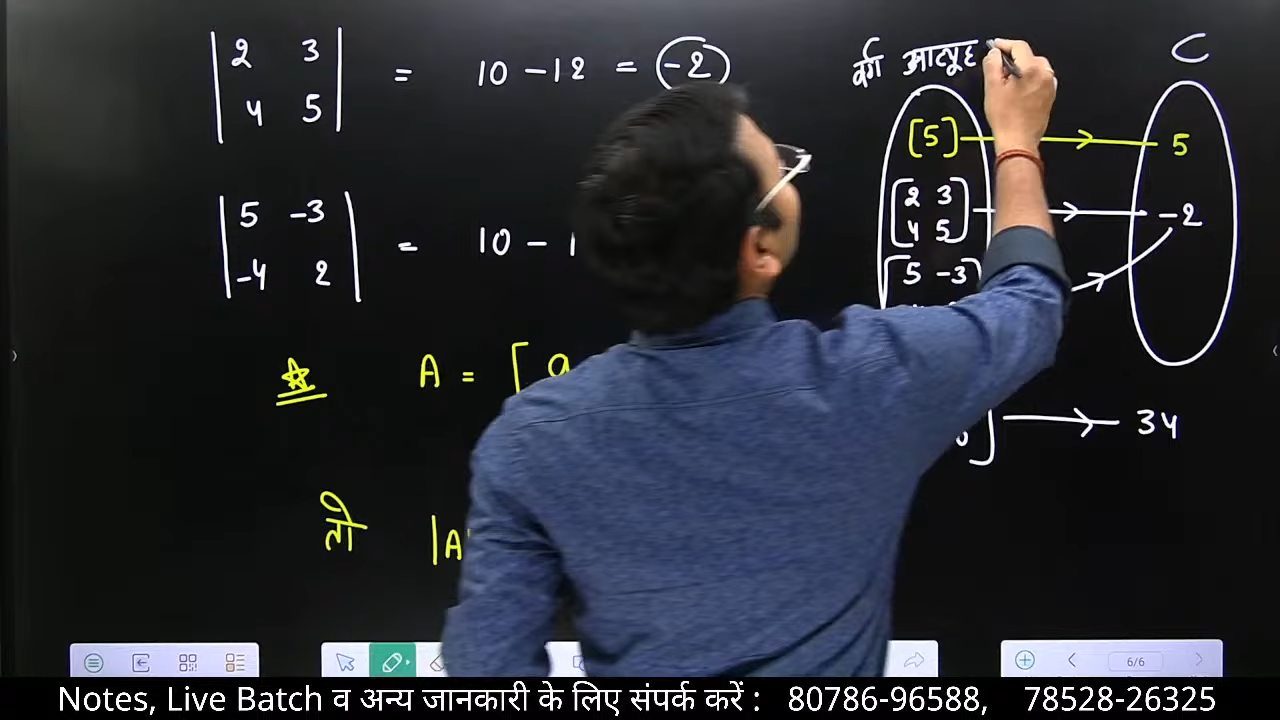 | 2 3 |
| 4 5 | = 10 - 12 = -2
| 5 -3 |
| -4 2 | = 10 - 1
A = [
तो |A
वर्ग आव्यूह
C
[5] → 5
[2 3]
[4 5] → -2
[5 -3]
34
6/6
Notes, Live Batch व अन्य जानकारी के लिए संपर्क करें : 80786-96588, 78528-26325